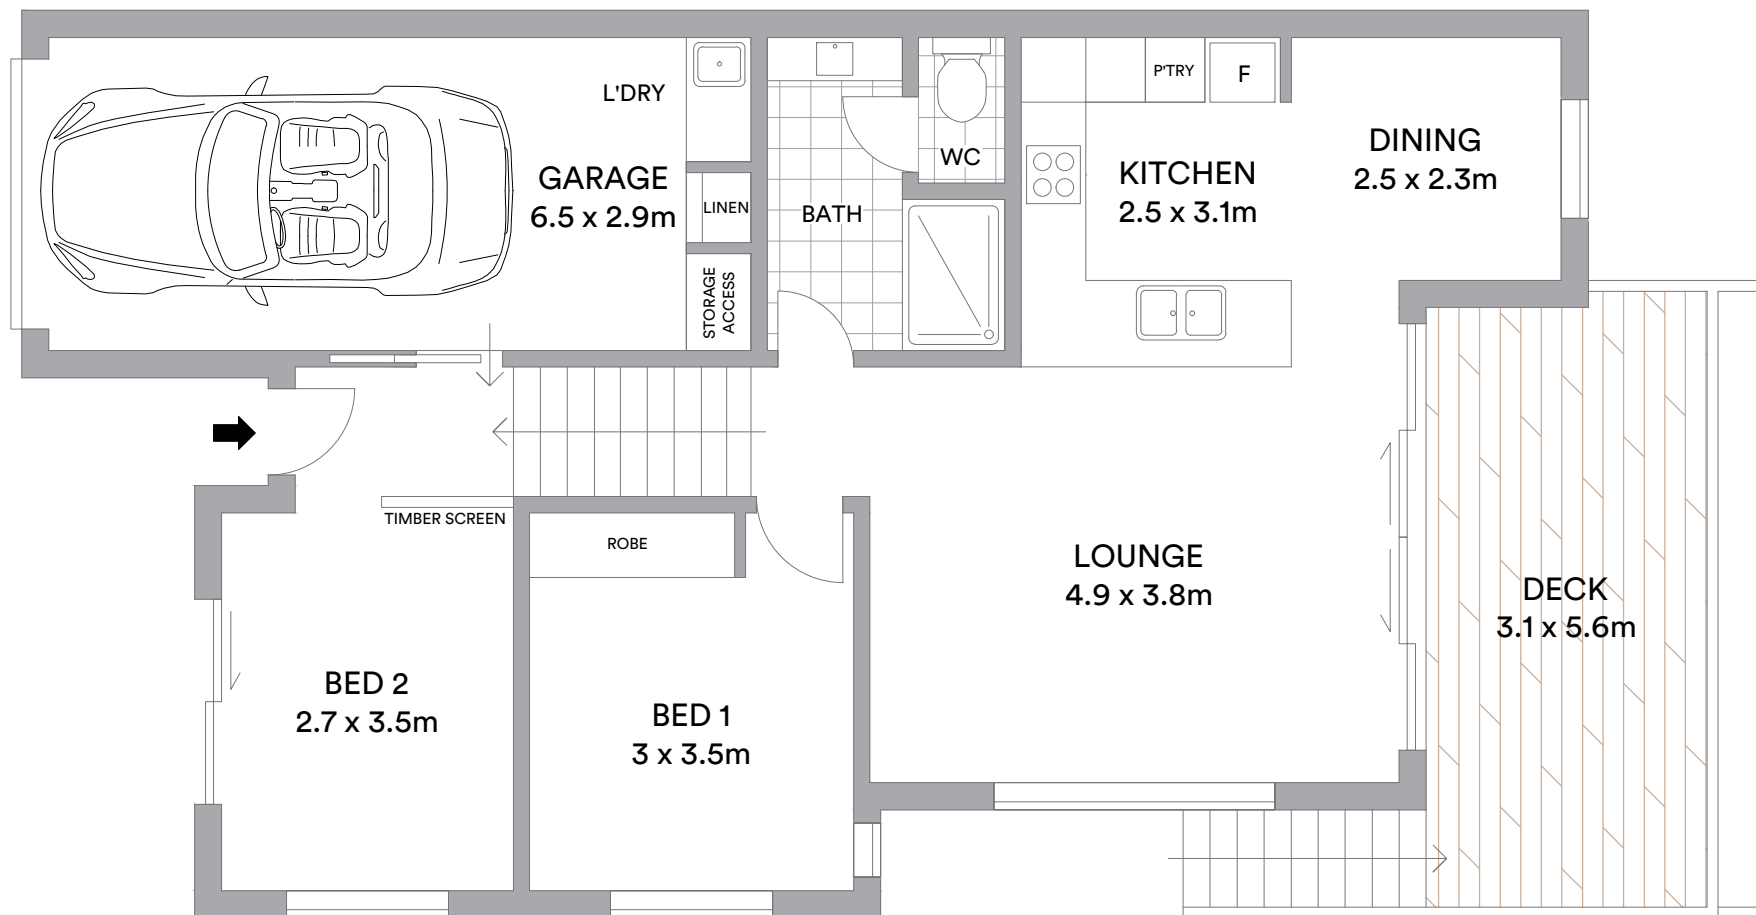 L'DRY
GARAGE
6.5 x 2.9m
LINEN
STORAGE
ACCESS
BATH
WC
P'TRY
F
KITCHEN
2.5 x 3.1m
DINING
2.5 x 2.3m
TIMBER SCREEN
ROBE
BED 2
2.7 x 3.5m
BED 1
3 x 3.5m
LOUNGE
4.9 x 3.8m
DECK
3.1 x 5.6m